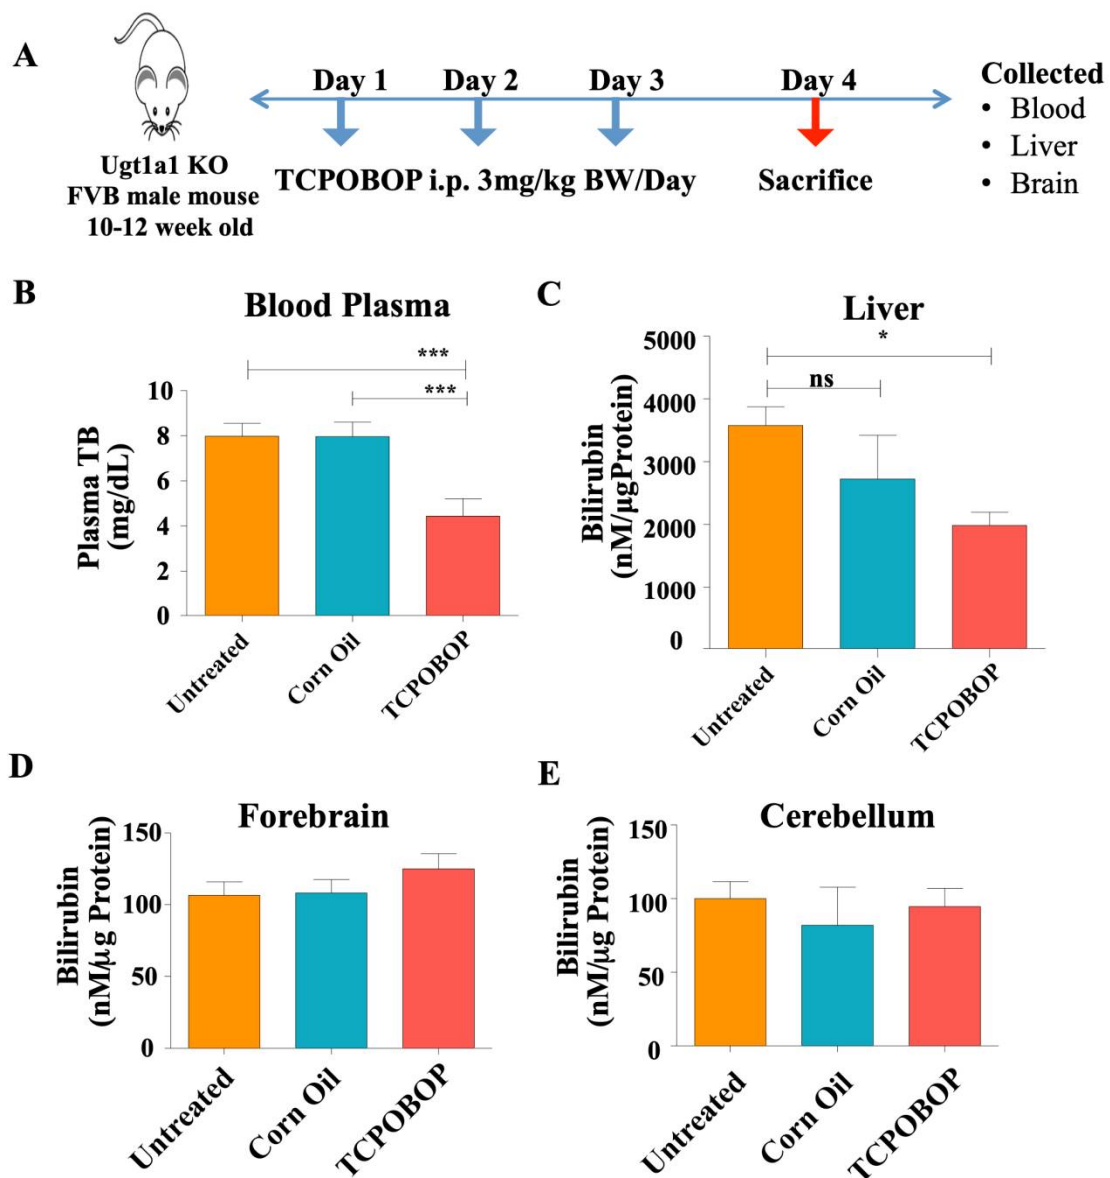 A
Day 1 Day 2 Day 3 Day 4
Collected
• Blood
• Liver
• Brain
Ugt1a1 KO
FVB male mouse
10-12 week old
TCPOBOP i.p. 3mg/kg BW/Day
Sacrifice
B
Blood Plasma
***
***
Plasma TB
(mg/dL)
10
8
6
4
2
0
Untreated
Corn Oil
TCPOBOP
C
Liver
*
ns
Bilirubin
(nM/µgProtein)
5000
4000
3000
2000
1000
0
Untreated
Corn Oil
TCPOBOP
D
Forebrain
Bilirubin
(nM/µg Protein)
150
100
50
0
Untreated
Corn Oil
TCPOBOP
E
Cerebellum
Bilirubin
(nM/µg Protein)
150
100
50
0
Untreated
Corn Oil
TCPOBOP